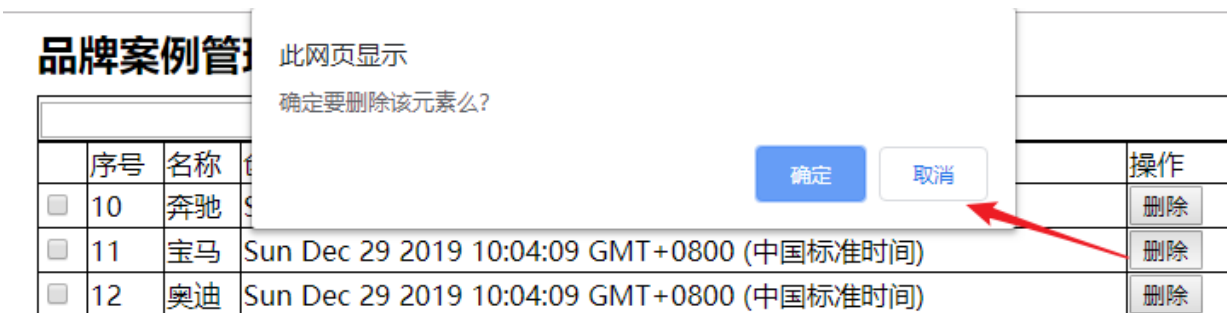 品牌案例管
此网页显示
确定要删除该元素么?
确定 取消
序号 名称 操作
10 奔驰 S 删除
11 宝马 Sun Dec 29 2019 10:04:09 GMT+0800 (中国标准时间) 删除
12 奥迪 Sun Dec 29 2019 10:04:09 GMT+0800 (中国标准时间) 删除